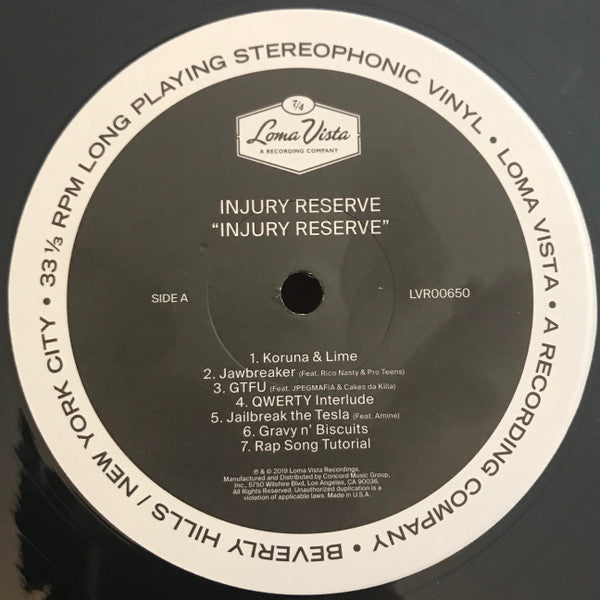 33 ⅓ RPM LONG PLAYING STEREOPHONIC VINYL • LOMA VISTA • A RECORDING COMPANY • BEVERLY HILLS / NEW YORK CITY •
7/4
Loma Vista
A RECORDING COMPANY
INJURY RESERVE
“INJURY RESERVE”
SIDE A
LVR00650
1. Koruna & Lime
2. Jawbreaker (Feat. Rico Nasty & Pro Teens)
3. GTFU (Feat. JPEGMAFIA & Cakes da Killa)
4. QWERTY Interlude
5. Jailbreak the Tesla (Feat. Amine)
6. Gravy n' Biscuits
7. Rap Song Tutorial
℗ & © 2019 Loma Vista Recordings.
Manufactured and Distributed by Concord Music Group,
Inc., 5750 Wilshire Blvd, Los Angeles, CA 90036.
All Rights Reserved. Unauthorized duplication is a
violation of applicable laws. Made in U.S.A.